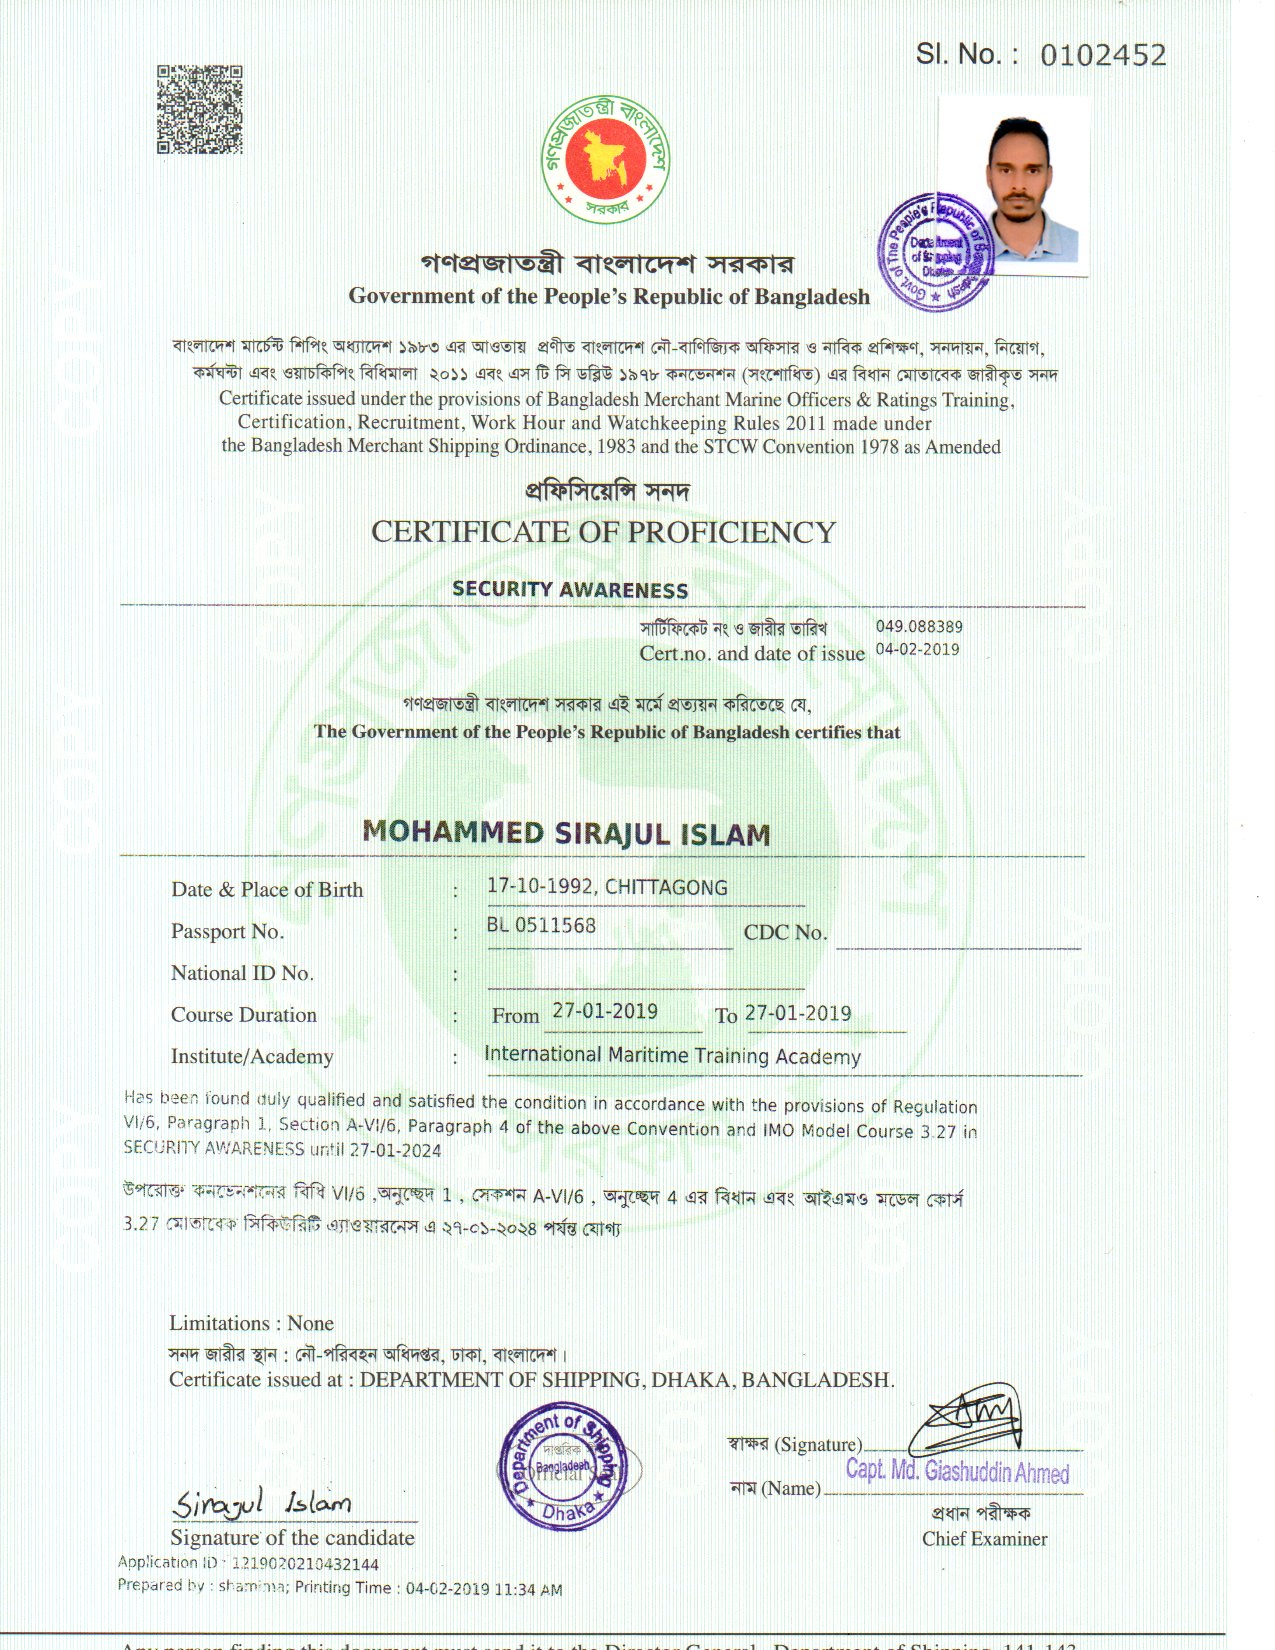 Sl. No. : 0102452
গণপ্রজাতন্ত্রী বাংলাদেশ
সরকার
Govt. of The People's Republic of
Department of Shipping
গণপ্রজাতন্ত্রী বাংলাদেশ সরকার
Government of the People's Republic of Bangladesh
বাংলাদেশ মার্চেন্ট শিপিং অধ্যাদেশ ১৯৮৩ এর আওতায় প্রণীত বাংলাদেশ নৌ-বাণিজ্যিক অফিসার ও নাবিক প্রশিক্ষণ, সনদায়ন, নিয়োগ,
কর্মঘন্টা এবং ওয়াচকিপিং বিধিমালা ২০১১ এবং এস টি সি ডব্লিউ ১৯৭৮ কনভেনশন (সংশোধিত) এর বিধান মোতাবেক জারীকৃত সনদ
Certificate issued under the provisions of Bangladesh Merchant Marine Officers & Ratings Training,
Certification, Recruitment, Work Hour and Watchkeeping Rules 2011 made under
the Bangladesh Merchant Shipping Ordinance, 1983 and the STCW Convention 1978 as Amended
প্রফিসিয়েন্সি সনদ
CERTIFICATE OF PROFICIENCY
SECURITY AWARENESS
সার্টিফিকেট নং ও জারীর তারিখ 049.088389
Cert.no. and date of issue 04-02-2019
গণপ্রজাতন্ত্রী বাংলাদেশ সরকার এই মর্মে প্রত্যয়ন করিতেছে যে,
The Government of the People's Republic of Bangladesh certifies that
MOHAMMED SIRAJUL ISLAM
Date & Place of Birth : 17-10-1992, CHITTAGONG
Passport No. : BL 0511568 CDC No.
National ID No. :
Course Duration : From 27-01-2019 To 27-01-2019
Institute/Academy : International Maritime Training Academy
Has been found duly qualified and satisfied the condition in accordance with the provisions of Regulation
VI/6, Paragraph 1, Section A-VI/6, Paragraph 4 of the above Convention and IMO Model Course 3.27 in
SECURITY AWARENESS until 27-01-2024
উপরোক্ত কনভেনশনের বিধি VI/6 ,অনুচ্ছেদ 1 , সেকশন A-VI/6 , অনুচ্ছেদ 4 এর বিধান এবং আইএমও মডেল কোর্স
3.27 মোতাবেক সিকিউরিটি এ্যাওয়ারনেস এ ২৭-০১-২০২৪ পর্যন্ত যোগ্য
Limitations : None
সনদ জারীর স্থান : নৌ-পরিবহন অধিদপ্তর, ঢাকা, বাংলাদেশ।
Certificate issued at : DEPARTMENT OF SHIPPING, DHAKA, BANGLADESH.
Department of Shipping
দাপ্তরিক
Bangladesh
Official Seal
Dhaka
স্বাক্ষর (Signature)
Capt. Md. Giashuddin Ahmed
নাম (Name)
প্রধান পরীক্ষক
Chief Examiner
Sirajul Islam
Signature of the candidate
Application ID : 1219020210432144
Prepared by : shamima; Printing Time : 04-02-2019 11:34 AM
Any person finding this document must send it to the Director General, Department of Shipping, 141-143